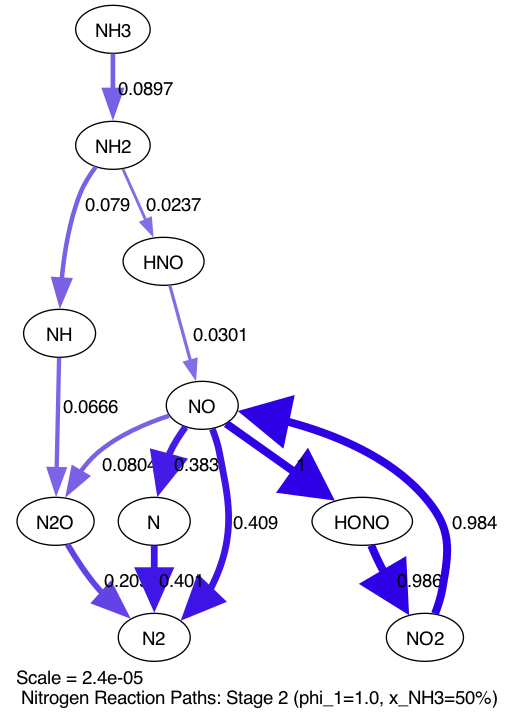 NH3
0.0897
NH2
0.079
0.0237
HNO
NH
0.0301
0.0666
NO
0.0804
0.383
1
0.409
0.984
N2O
N
HONO
0.401
0.986
N2
NO2
Scale = 2.4e-05
Nitrogen Reaction Paths: Stage 2 (phi_1=1.0, x_NH3=50%)